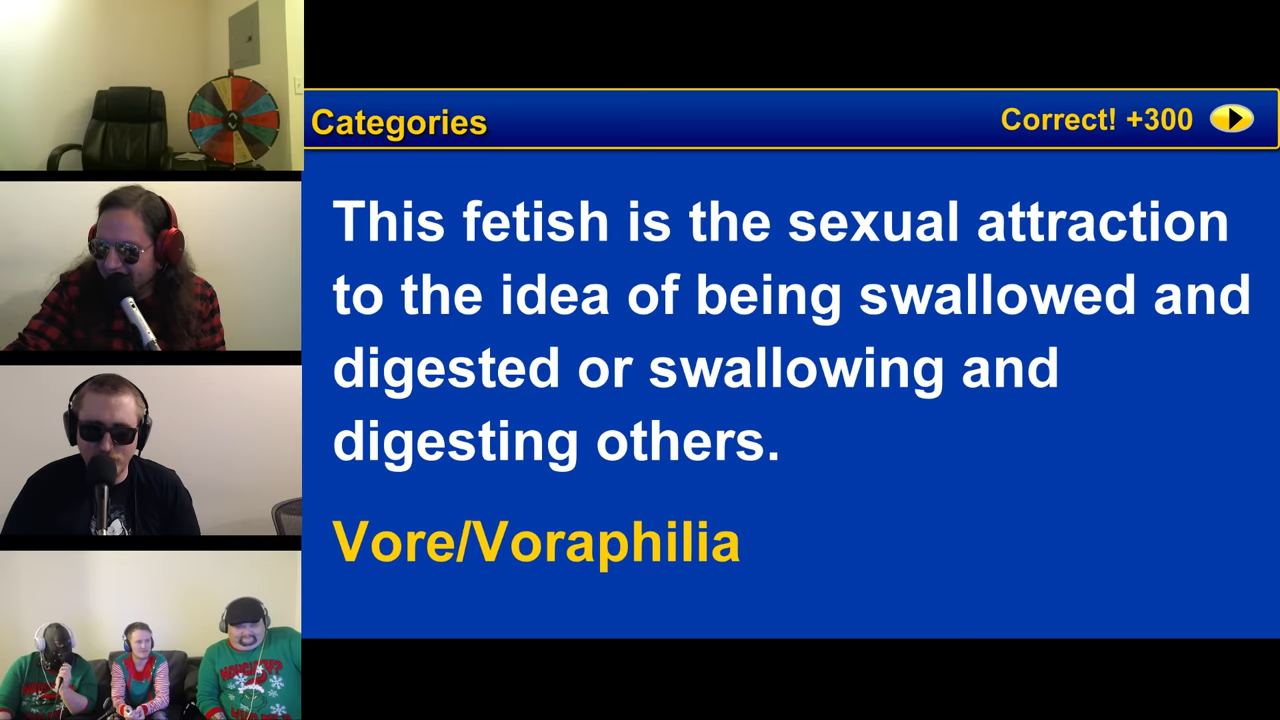 Categories
Correct! +300
This fetish is the sexual attraction
to the idea of being swallowed and
digested or swallowing and
digesting others.
Vore/Voraphilia
NAUGHTY?